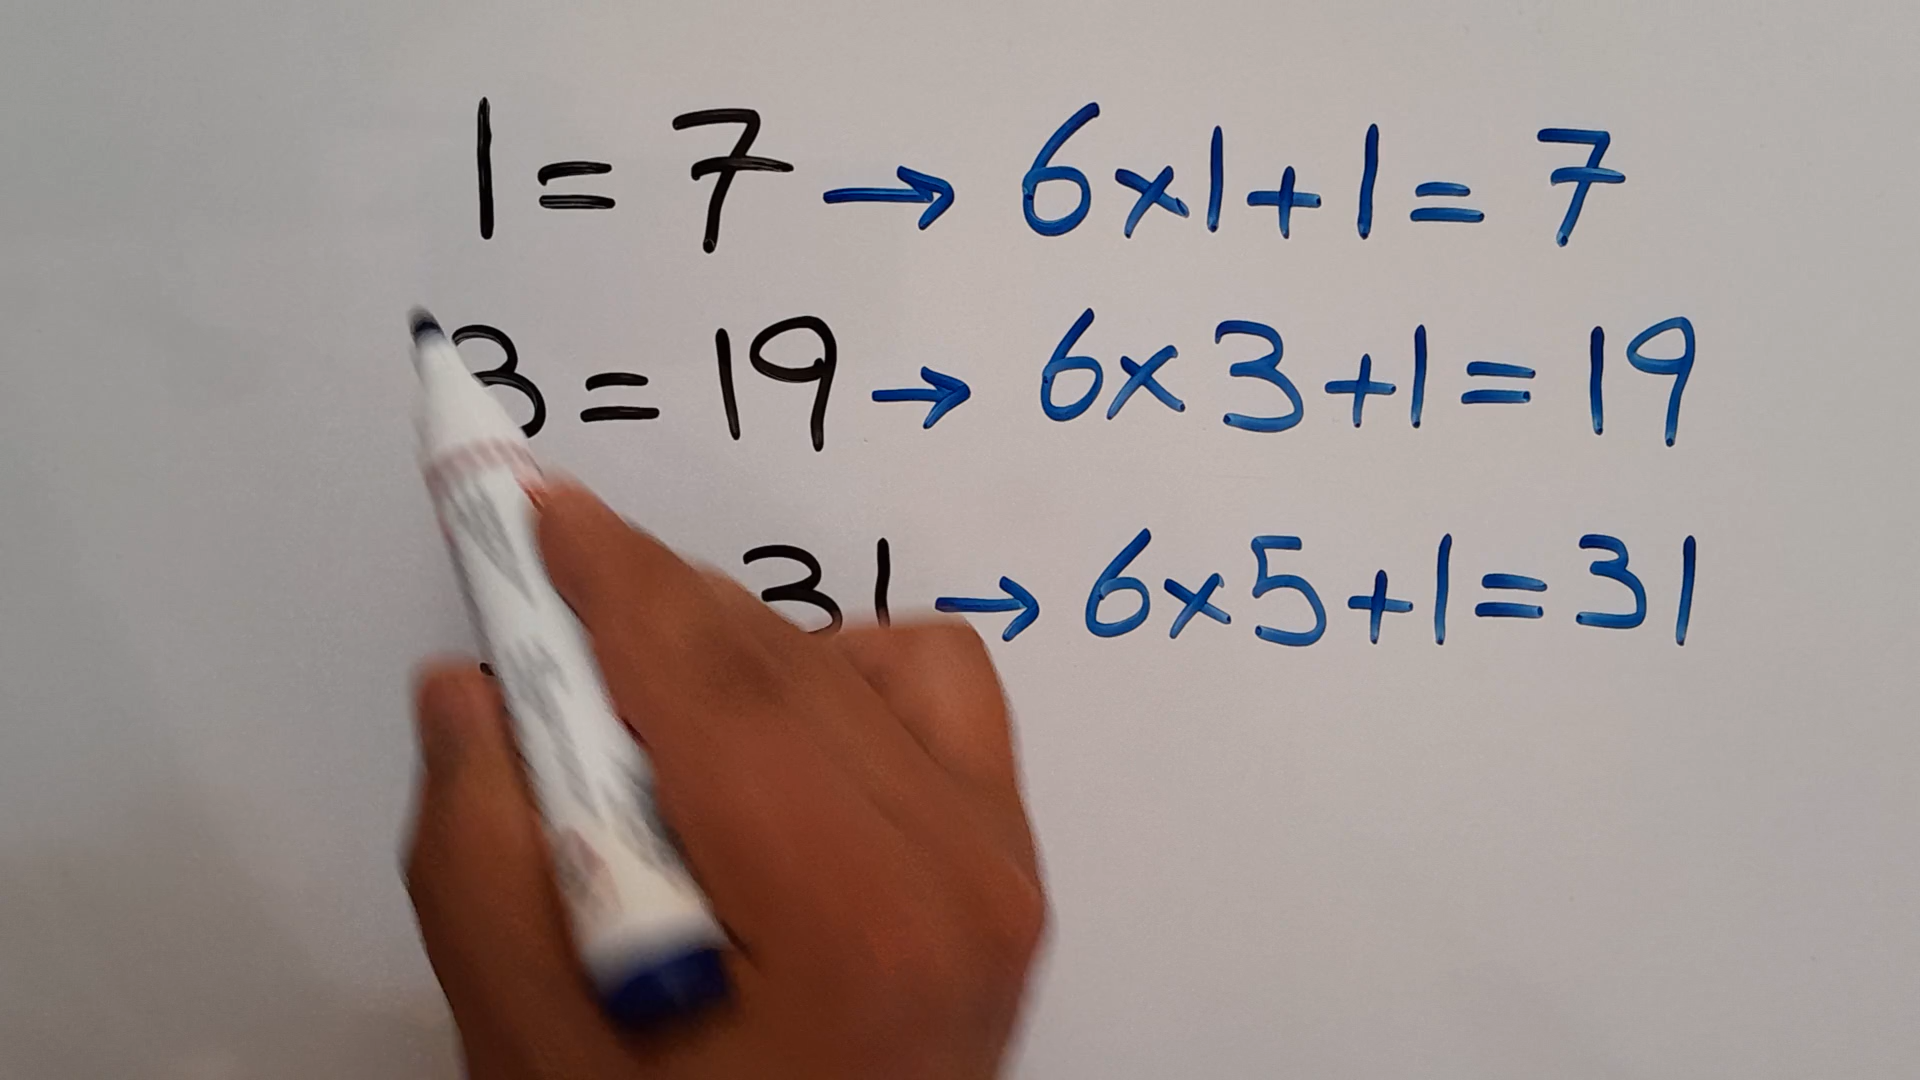 1 = 7 → 6 x 1 + 1 = 7
3 = 19 → 6 x 3 + 1 = 19
31 → 6 x 5 + 1 = 31